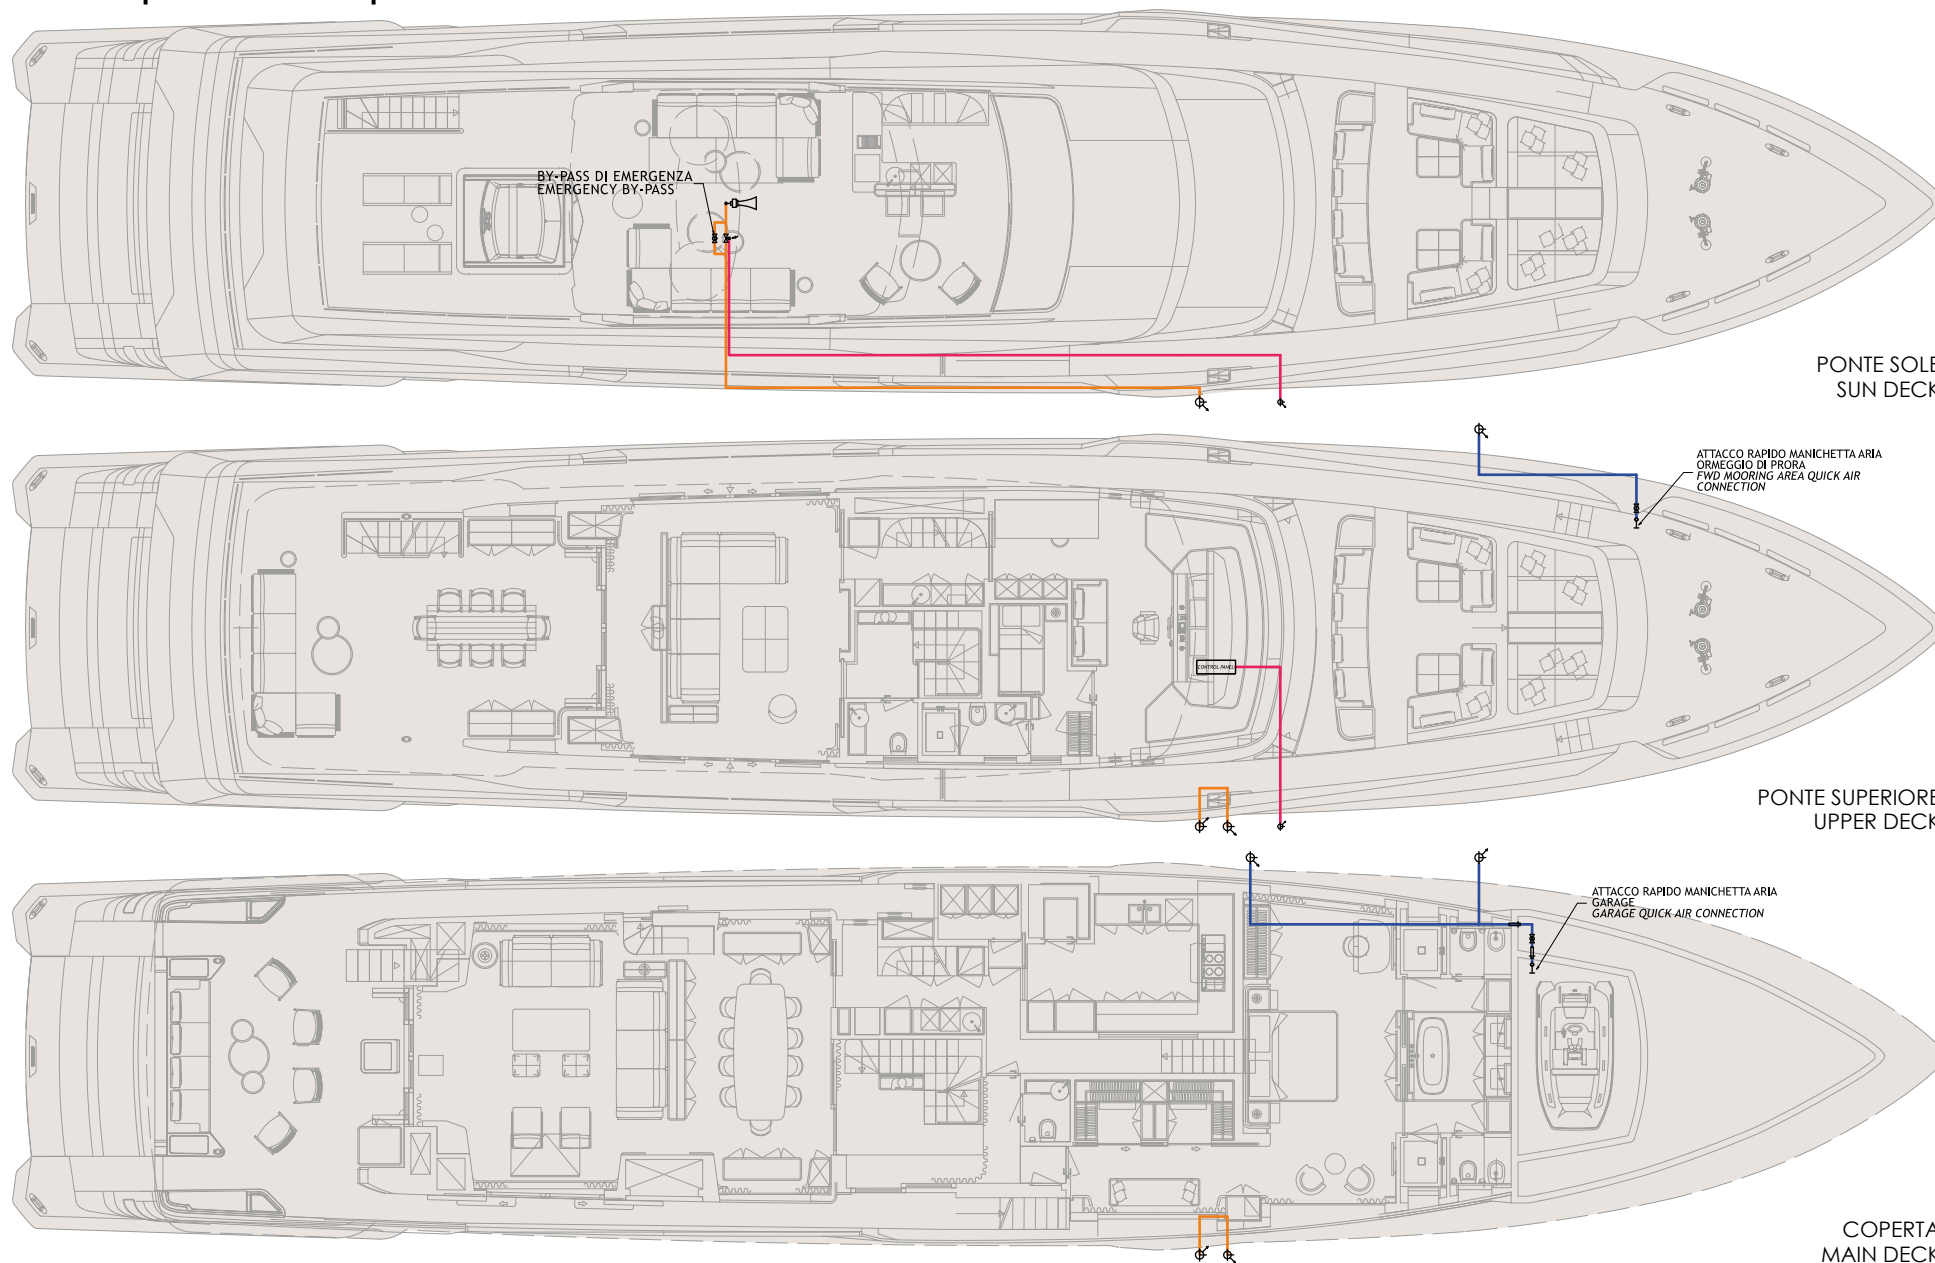 BY-PASS DI EMERGENZA
EMERGENCY BY-PASS
PONTE SOLE
SUN DECK
ATTACCO RAPIDO MANICHETTA ARIA
ORMEGGIO DI PRORA
FWD MOORING AREA QUICK AIR
CONNECTION
CONTROL PANEL
PONTE SUPERIORE
UPPER DECK
ATTACCO RAPIDO MANICHETTA ARIA
GARAGE
GARAGE QUICK AIR CONNECTION
COPERTA
MAIN DECK